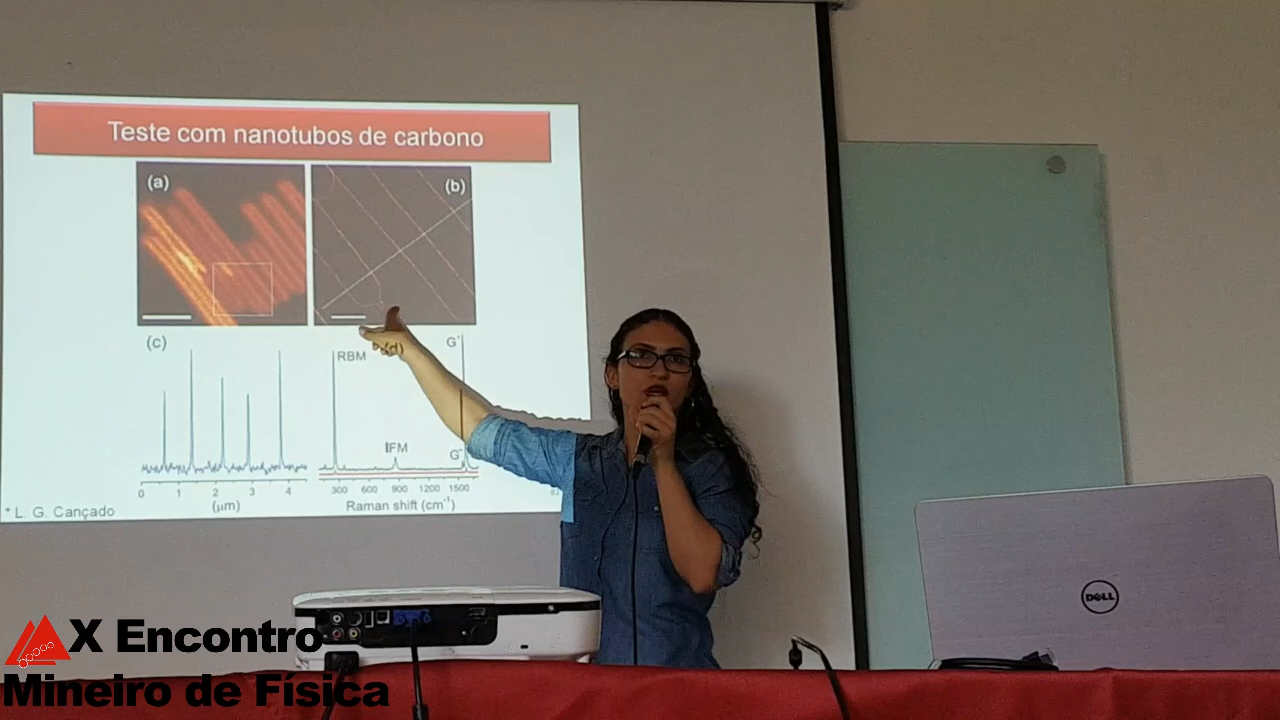 Teste com nanotubos de carbono
(a)
(b)
(c)
(d)
RBM
IFM
G⁺
G⁻
0 1 2 3 4
(μm)
300 600 900 1200 1500
Raman shift (cm⁻¹)
* L. G. Cançado
82
DELL
X Encontro
Mineiro de Física